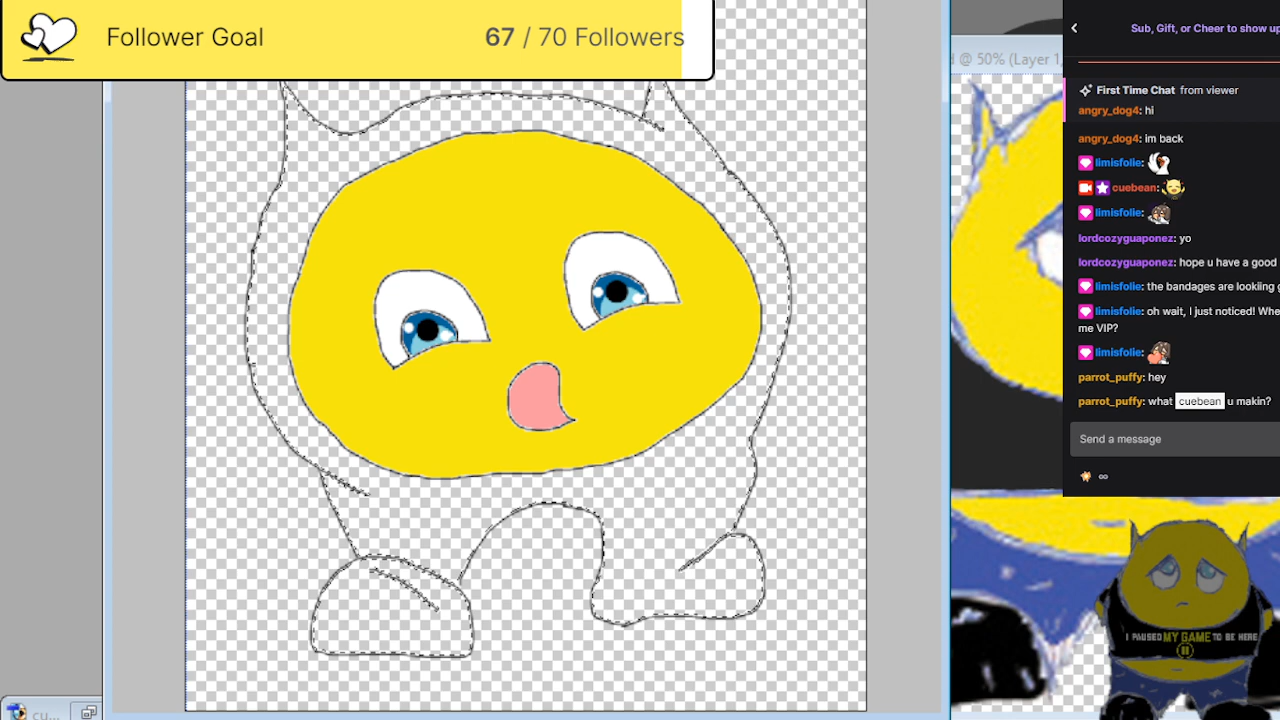 Follower Goal
67 / 70 Followers
Sub, Gift, or Cheer to show up
@ 50% (Layer 1,
First Time Chat from viewer
angry_dog4: hi
angry_dog4: im back
limisfolie:
cuebean:
limisfolie:
lordcozyguaponez: yo
lordcozyguaponez: hope u have a good
limisfolie: the bandages are lookiing g
limisfolie: oh wait, I just noticed! Whe
me VIP?
limisfolie:
parrot_puffy: hey
parrot_puffy: what cuebean u makin?
Send a message
∞
I PAUSED MY GAME TO BE HERE
cu...